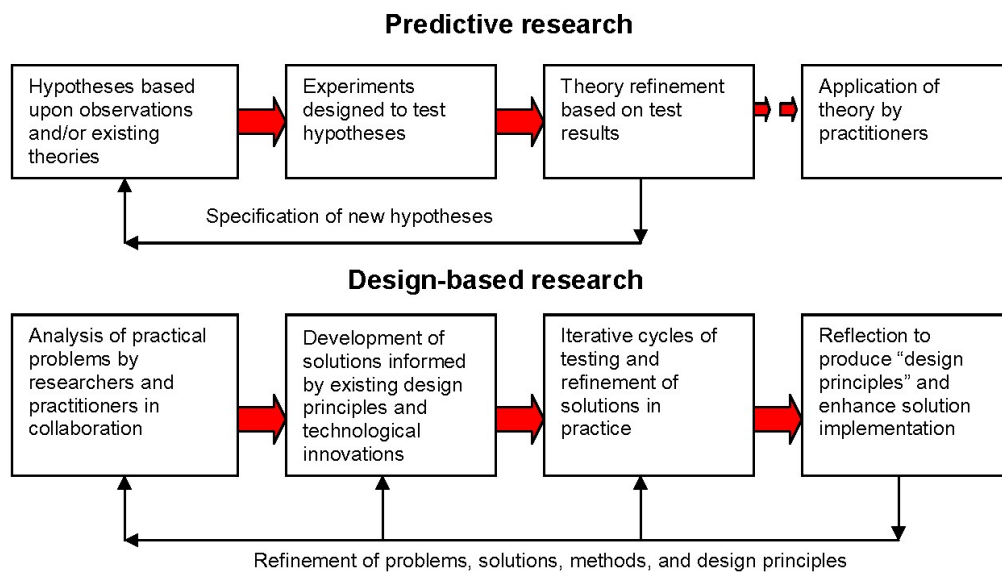 Predictive research
Hypotheses based
upon observations
and/or existing
theories
Experiments
designed to test
hypotheses
Theory refinement
based on test
results
Application of
theory by
practitioners
Specification of new hypotheses
Design-based research
Analysis of practical
problems by
researchers and
practitioners in
collaboration
Development of
solutions informed
by existing design
principles and
technological
innovations
Iterative cycles of
testing and
refinement of
solutions in
practice
Reflection to
produce “design
principles” and
enhance solution
implementation
Refinement of problems, solutions, methods, and design principles